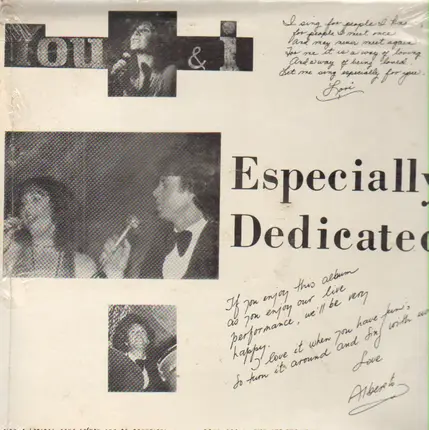 You & i
I sing for people I love
for people I meet once
And may never meet again
For me it is a way of loving
And a way of being loved.
Let me sing especially for you.
Lori
Especially
Dedicated
If you enjoy this album
as you enjoy our live
performance, we'll be very
happy.
I love it when you have fun;
So turn it around and sing with us
Love
Alberto